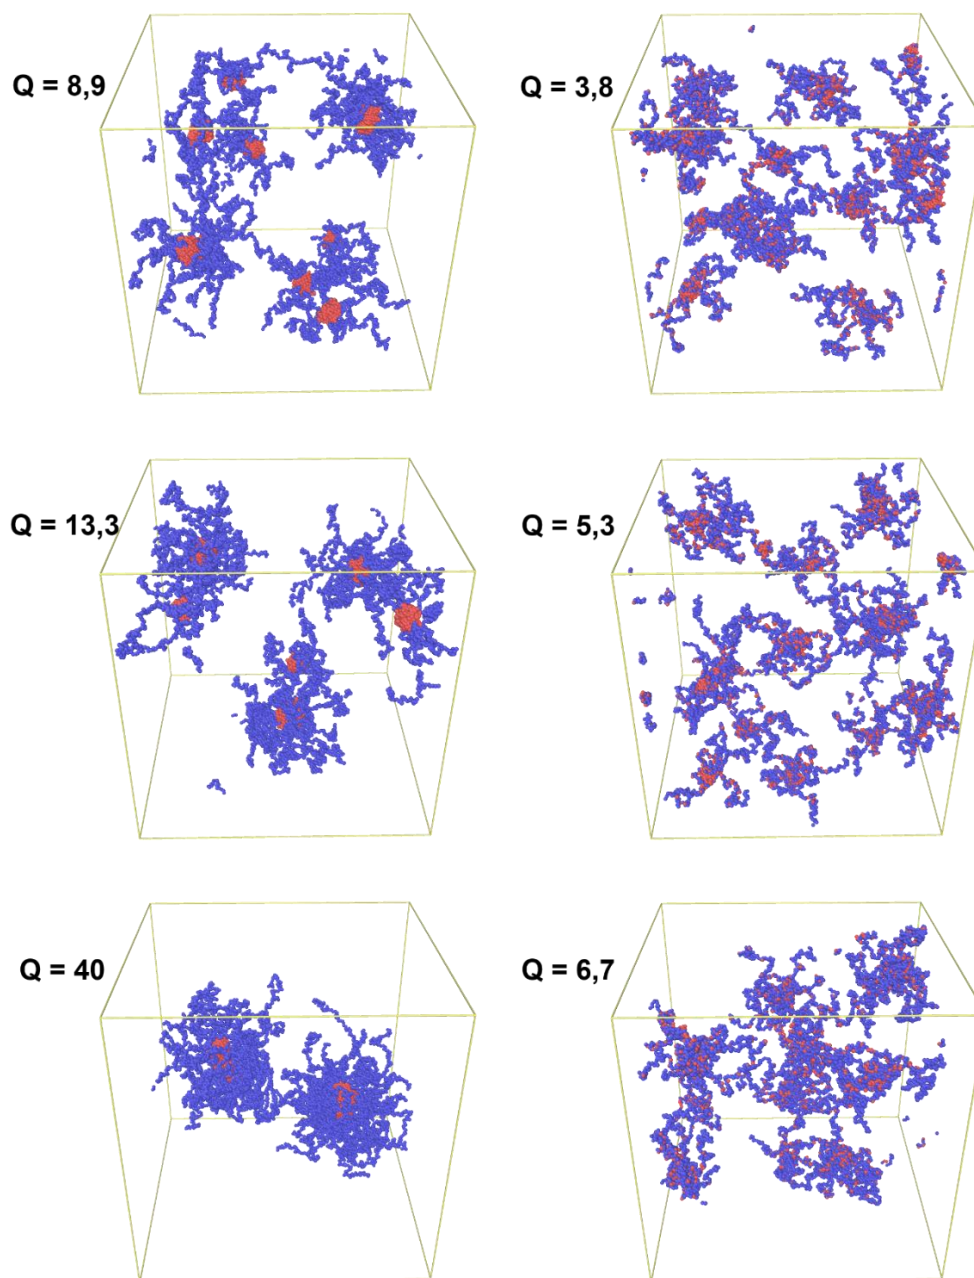 Q = 8,9
Q = 3,8
Q = 13,3
Q = 5,3
Q = 40
Q = 6,7